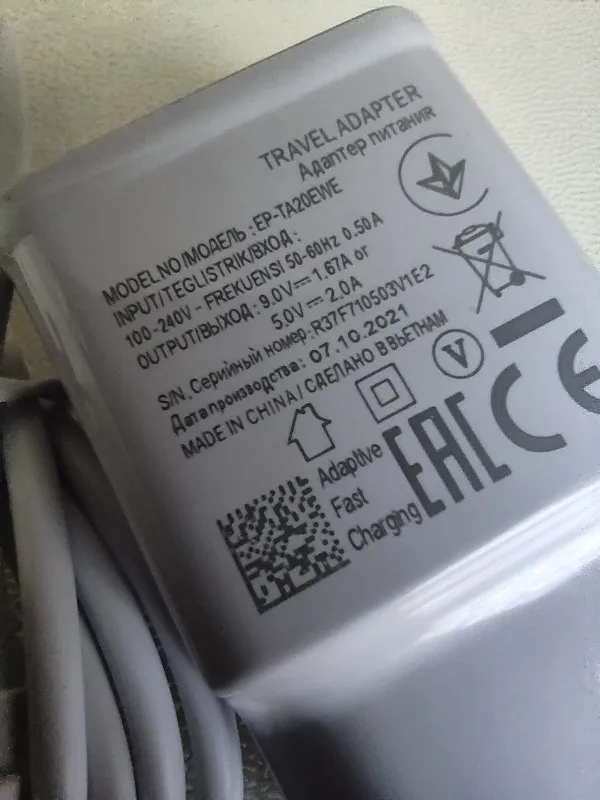 TRAVEL ADAPTER
Адаптер питания
MODEL NO/МОДЕЛЬ : EP-TA20EWE
INPUT/TEGLISTRIK/ВХОД :
100 - 240V ~ FREKUENSI 50-60Hz 0.50A
OUTPUT/ВЫХОД : 9.0V⎓ 1.67A or
5.0V⎓ 2.0A
S/N, Серийный номер: R37F710503V1E2
Дата производства: 07.10.2021
MADE IN CHINA / СДЕЛАНО В ВЬЕТНАМ
V
Adaptive
Fast
Charging
EAC
CE